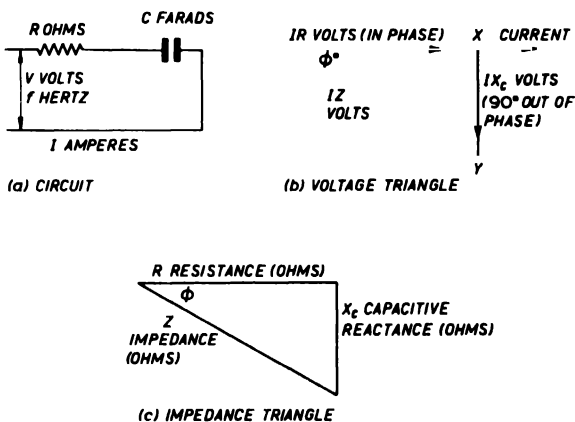 C FARADS
R OHMS
V VOLTS
f HERTZ
I AMPERES
(a) CIRCUIT
IR VOLTS (IN PHASE) X CURRENT
ϕ°
IZ
VOLTS
IXc VOLTS
(90° OUT OF
PHASE)
Y
(b) VOLTAGE TRIANGLE
R RESISTANCE (OHMS)
ϕ
Z
IMPEDANCE
(OHMS)
Xc CAPACITIVE
REACTANCE (OHMS)
(c) IMPEDANCE TRIANGLE